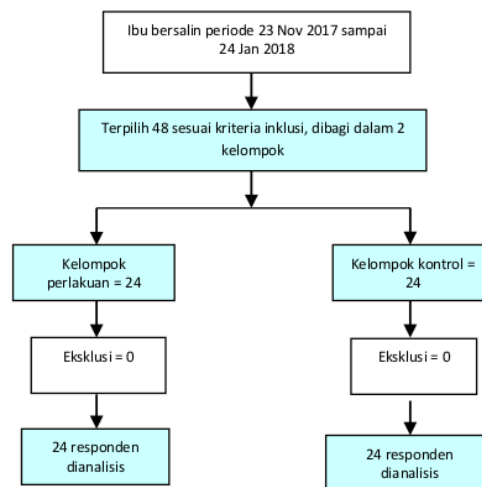 Ibu bersalin periode 23 Nov 2017 sampai
24 Jan 2018
Terpilih 48 sesuai kriteria inklusi, dibagi dalam 2
kelompok
Kelompok
perlakuan = 24
Kelompok kontrol =
24
Eksklusi = 0
Eksklusi = 0
24 responden
dianalisis
24 responden
dianalisis